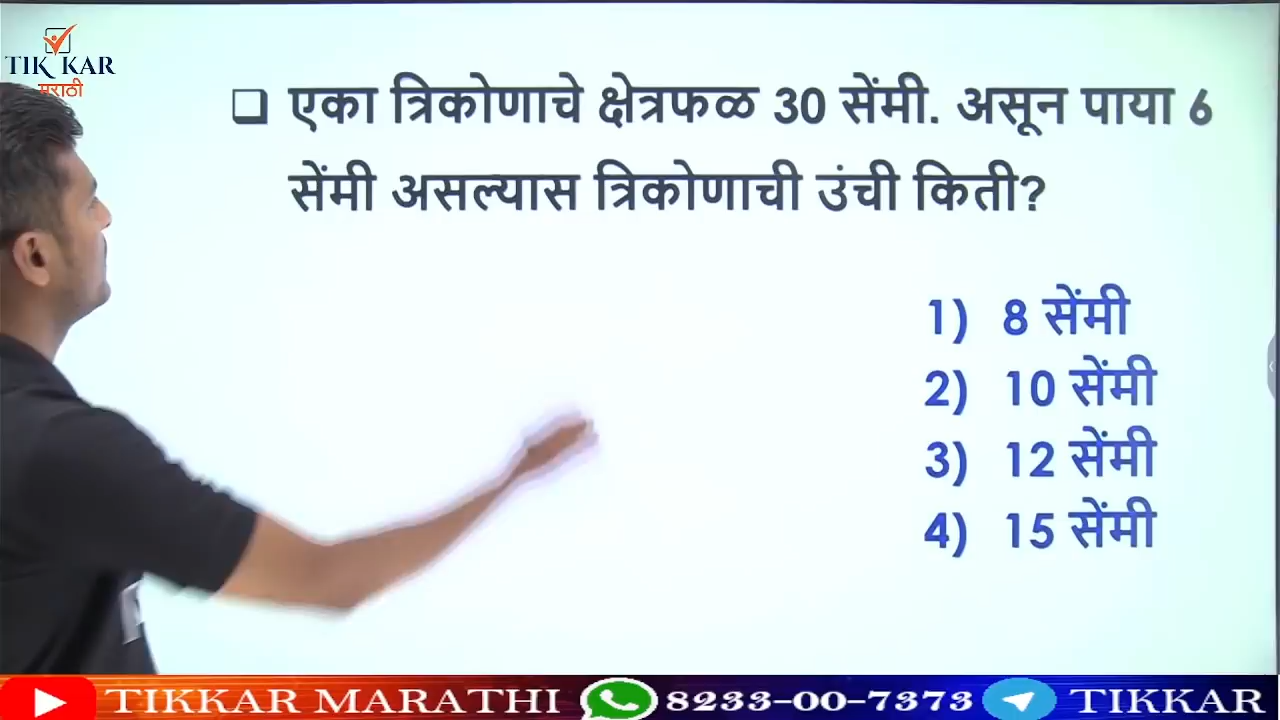 TIK KAR
मराठी
❑ एका त्रिकोणाचे क्षेत्रफळ 30 सेंमी. असून पाया 6
सेंमी असल्यास त्रिकोणाची उंची किती?
1) 8 सेंमी
2) 10 सेंमी
3) 12 सेंमी
4) 15 सेंमी
TIKKAR MARATHI 8233-00-7373 TIKKAR